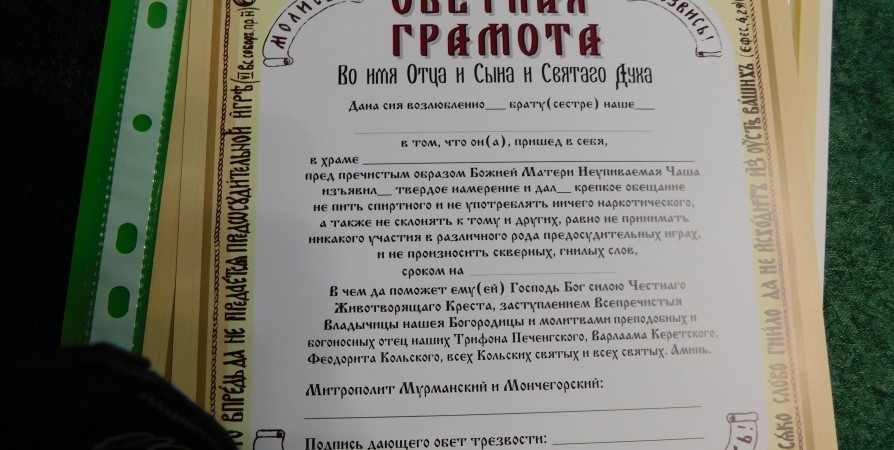 МОЛИСЬ
ЗВИСЬ!
ОБЕТНАЯ
ГРАМОТА
Во имя Отца и Сына и Святаго Духа
Дана сия возлюбленно___ брату(сестре) наше___
в том, что он(а), пришед в себя,
в храме
пред пречистым образом Божией Матери Неупиваемая Чаша
изъявил__ твердое намерение и дал__ крепкое обещание
не пить спиртного и не употреблять ничего наркотического,
а также не склонять к тому и других, равно не принимать
никакого участия в различного рода предосудительных играх,
и не произносить скверных, гнилых слов,
сроком на
В чем да поможет ему(ей) Господь Бог силою Честнаго
Животворящаго Креста, заступлением Всепречистыя
Владычицы нашея Богородицы и молитвами преподобных и
богоносных отец наших Трифона Печенгского, Варлаама Керетского,
Феодорита Кольского, всех Кольских святых и всех святых. Аминь.
Митрополит Мурманский и Мончегорский:
Подпись дающего обет трезвости: